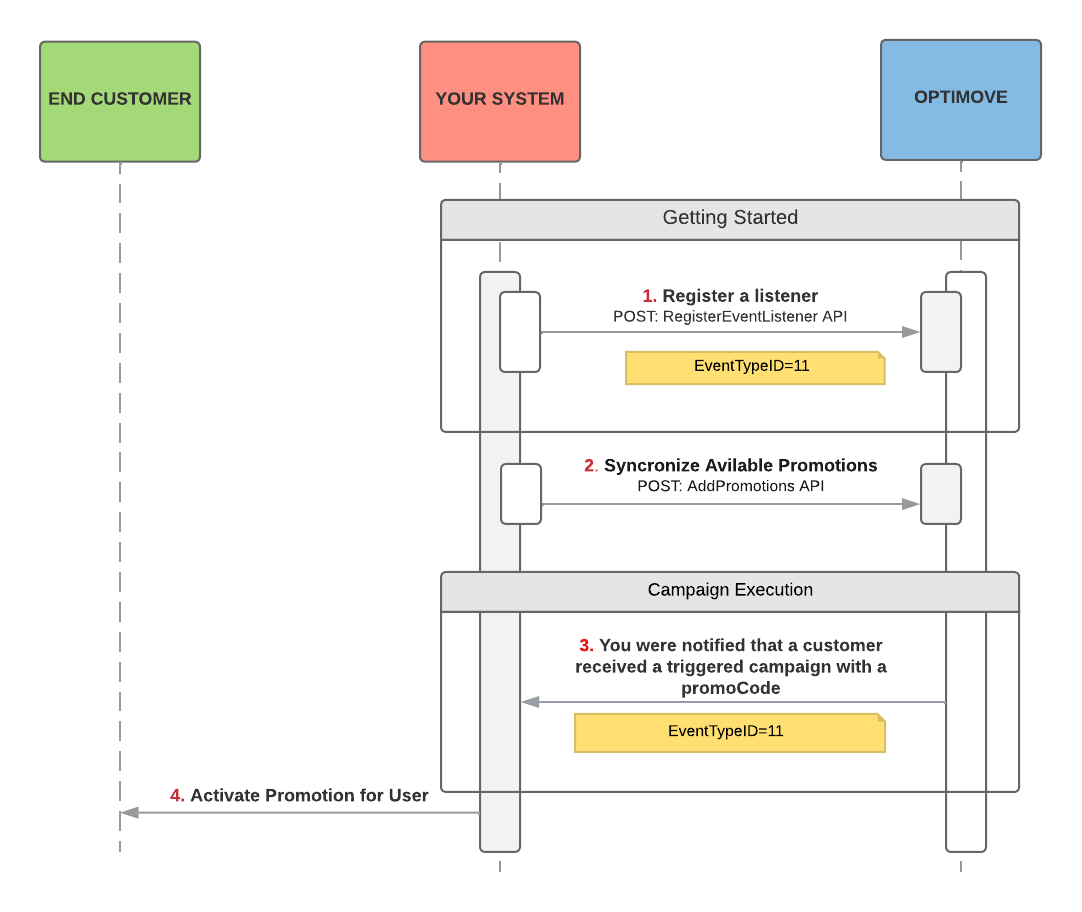 END CUSTOMER
YOUR SYSTEM
OPTIMOVE
Getting Started
1. Register a listener
POST: RegisterEventListener API
EventTypeID=11
2. Syncronize Avilable Promotions
POST: AddPromotions API
Campaign Execution
3. You were notified that a customer
received a triggered campaign with a
promoCode
EventTypeID=11
4. Activate Promotion for User